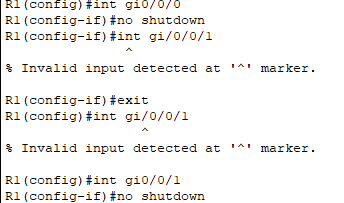 R1(config)#int gi0/0/0
R1(config-if)#no shutdown
R1(config-if)#int gi/0/0/1
^
% Invalid input detected at '^' marker.
R1(config-if)#exit
R1(config)#int gi/0/0/1
^
% Invalid input detected at '^' marker.
R1(config)#int gi0/0/1
R1(config-if)#no shutdown